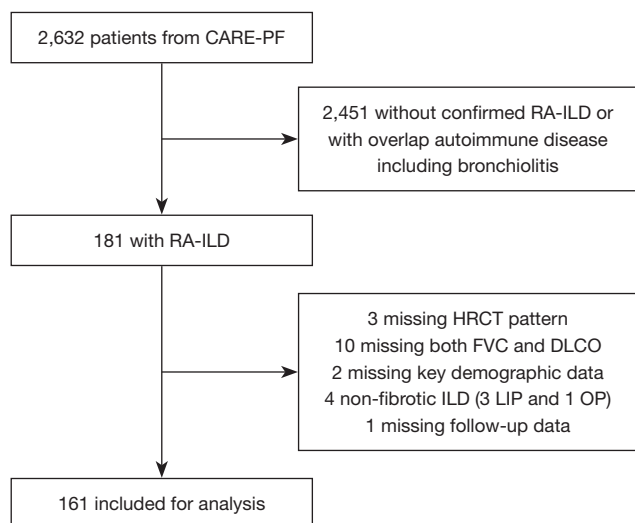 2,632 patients from CARE-PF
2,451 without confirmed RA-ILD or
with overlap autoimmune disease
including bronchiolitis
181 with RA-ILD
3 missing HRCT pattern
10 missing both FVC and DLCO
2 missing key demographic data
4 non-fibrotic ILD (3 LIP and 1 OP)
1 missing follow-up data
161 included for analysis